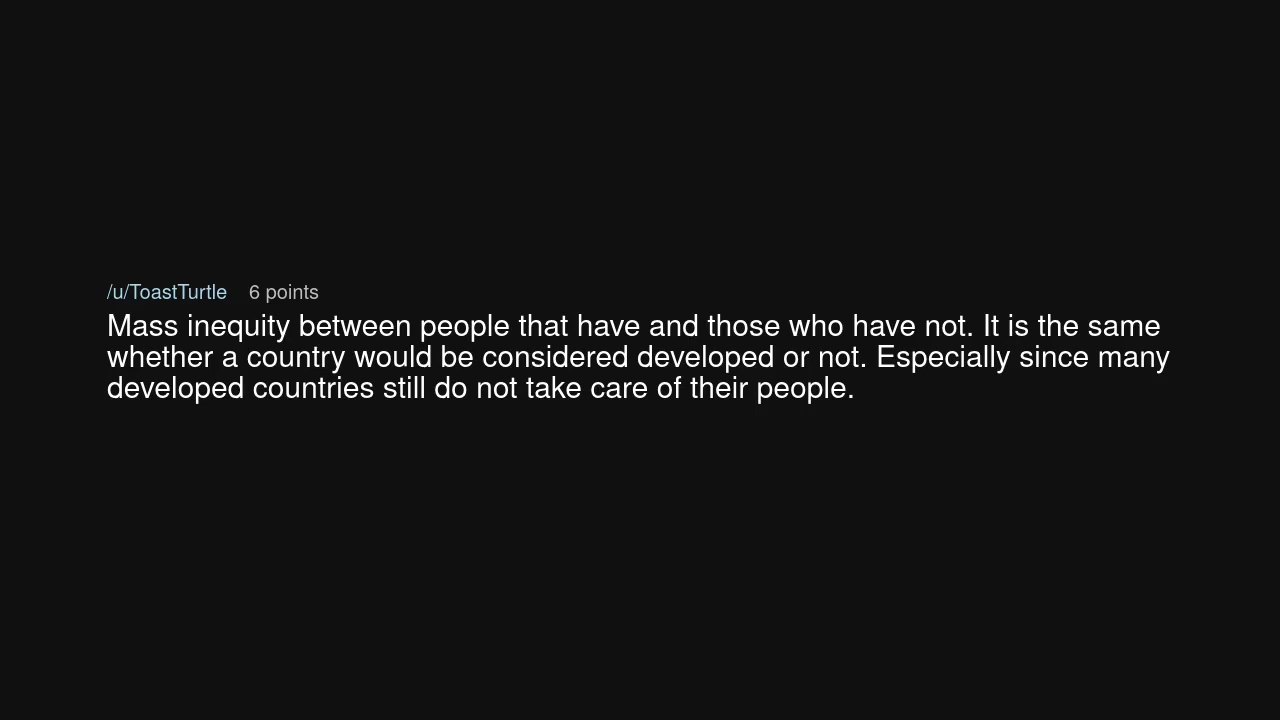 /u/ToastTurtle 6 points
Mass inequity between people that have and those who have not. It is the same
whether a country would be considered developed or not. Especially since many
developed countries still do not take care of their people.